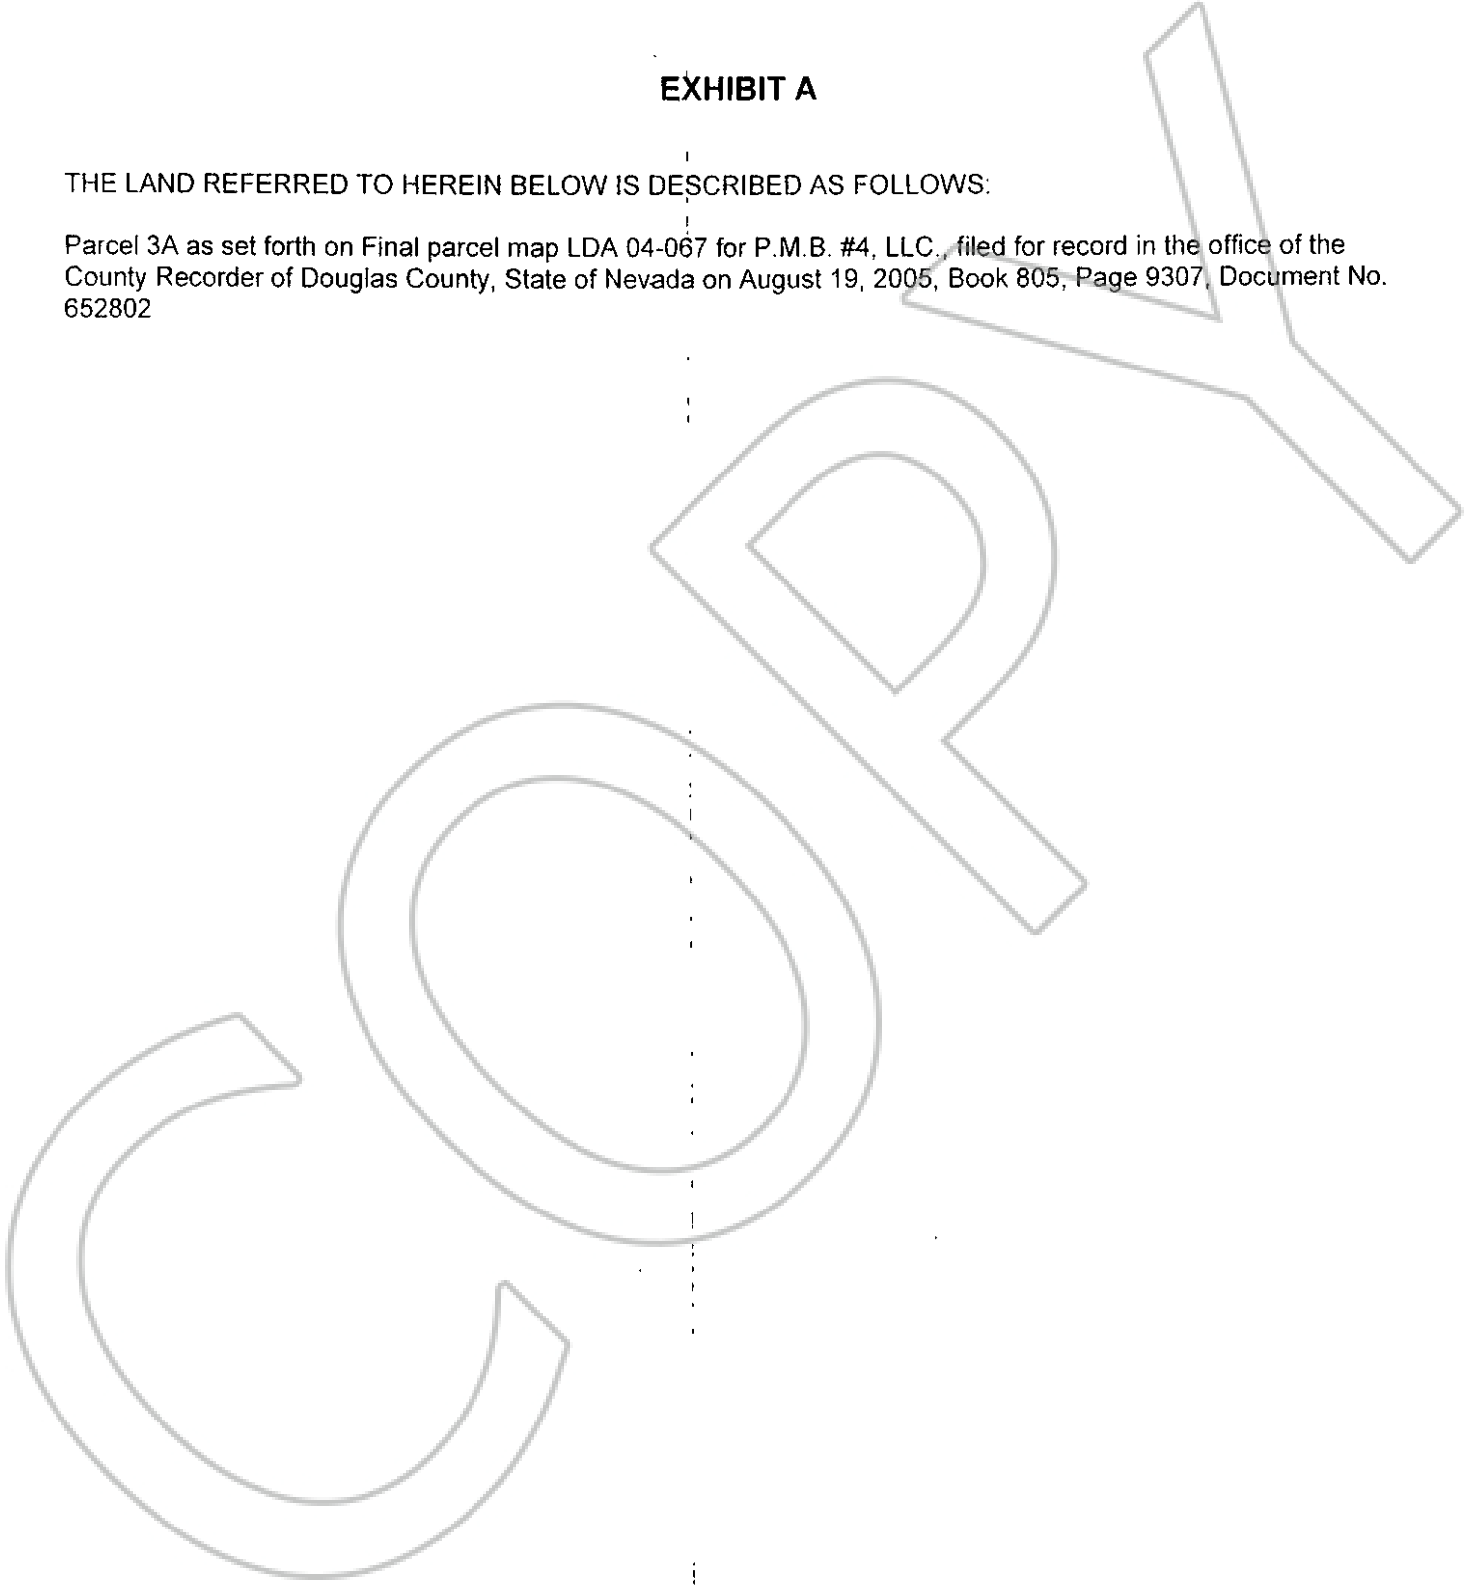 EXHIBIT A
THE LAND REFERRED TO HEREIN BELOW IS DESCRIBED AS FOLLOWS:
Parcel 3A as set forth on Final parcel map LDA 04-067 for P.M.B. #4, LLC., filed for record in the office of the
County Recorder of Douglas County, State of Nevada on August 19, 2005, Book 805, Page 9307, Document No.
652802
COPY